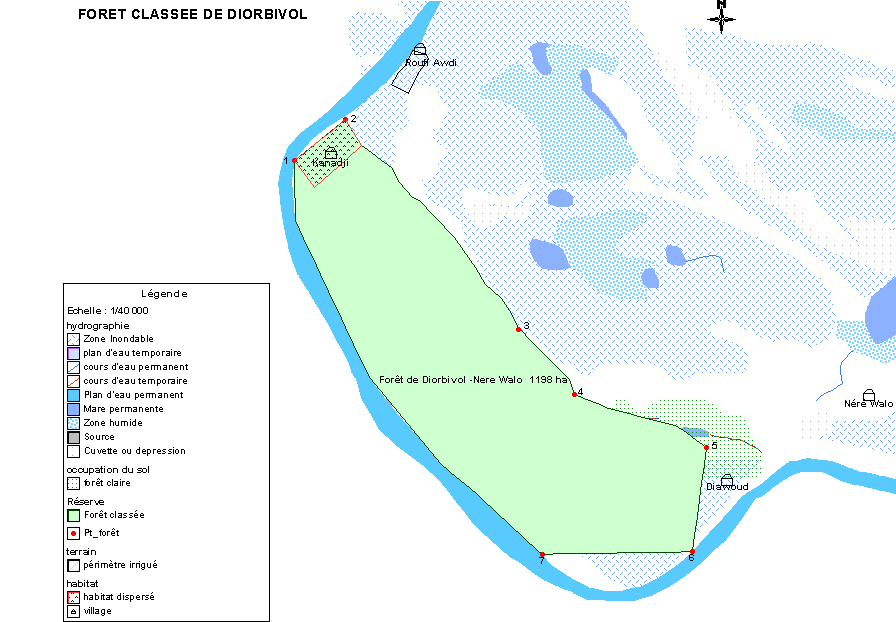 FORET CLASSEE DE DIORBIVOL
N
Rouff Awdi
2
1
Kanadji
3
Forêt de Diorbivol -Nere Walo 1198 ha
4
Néré Walo
5
Diawoud
6
7
Légende
Echelle : 1/40 000
hydrographie
Zone Inondable
plan d'eau temporaire
cours d'eau permanent
cours d'eau temporaire
Plan d'eau permanent
Mare permanente
Zone humide
Source
Cuvette ou depression
occupation du sol
forêt claire
Réserve
Forêt classée
Pt_forêt
terrain
périmètre irrigué
habitat
habitat dispersé
village